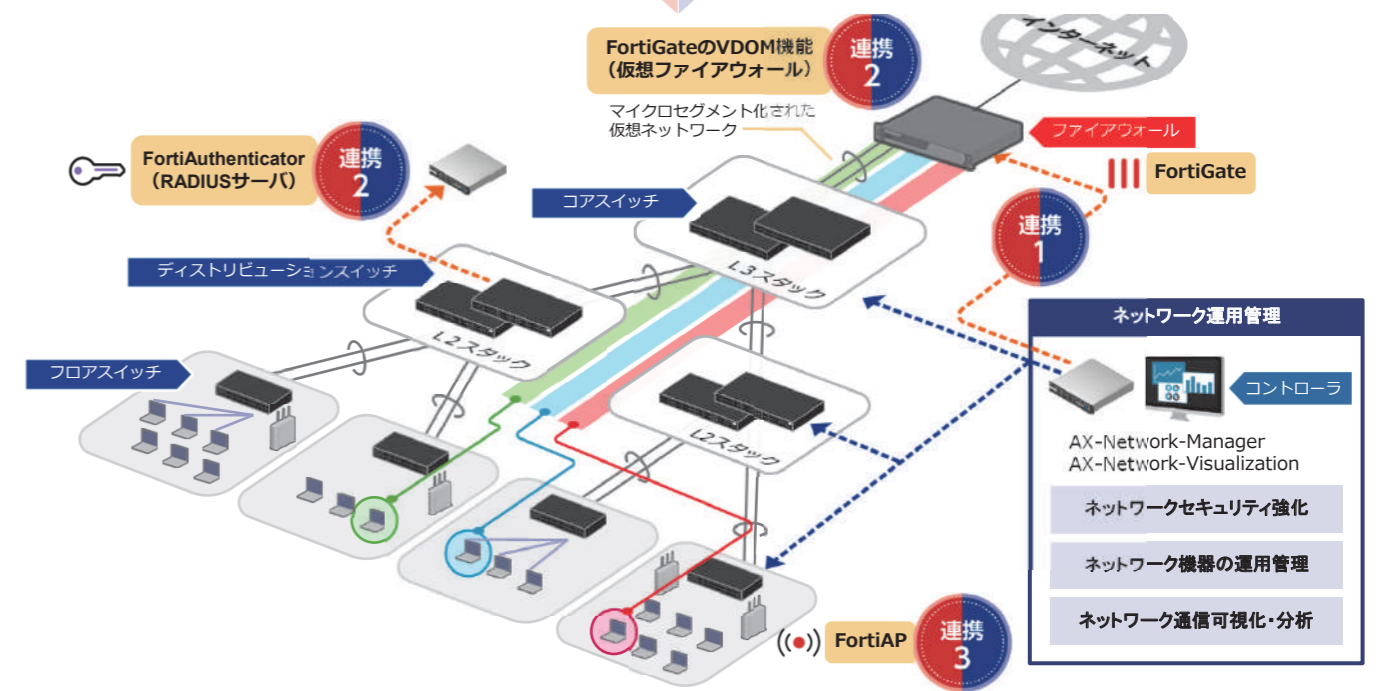 インターネット
FortiGateのVDOM機能
（仮想ファイアウォール）
連携
2
マイクロセグメント化された
仮想ネットワーク
ファイアウォール
FortiGate
FortiAuthenticator
（RADIUSサーバ）
連携
2
コアスイッチ
連携
1
ディストリビューションスイッチ
L3スタック
L2スタック
ネットワーク運用管理
フロアスイッチ
コントローラ
L2スタック
AX-Network-Manager
AX-Network-Visualization
ネットワークセキュリティ強化
ネットワーク機器の運用管理
ネットワーク通信可視化・分析
FortiAP
連携
3